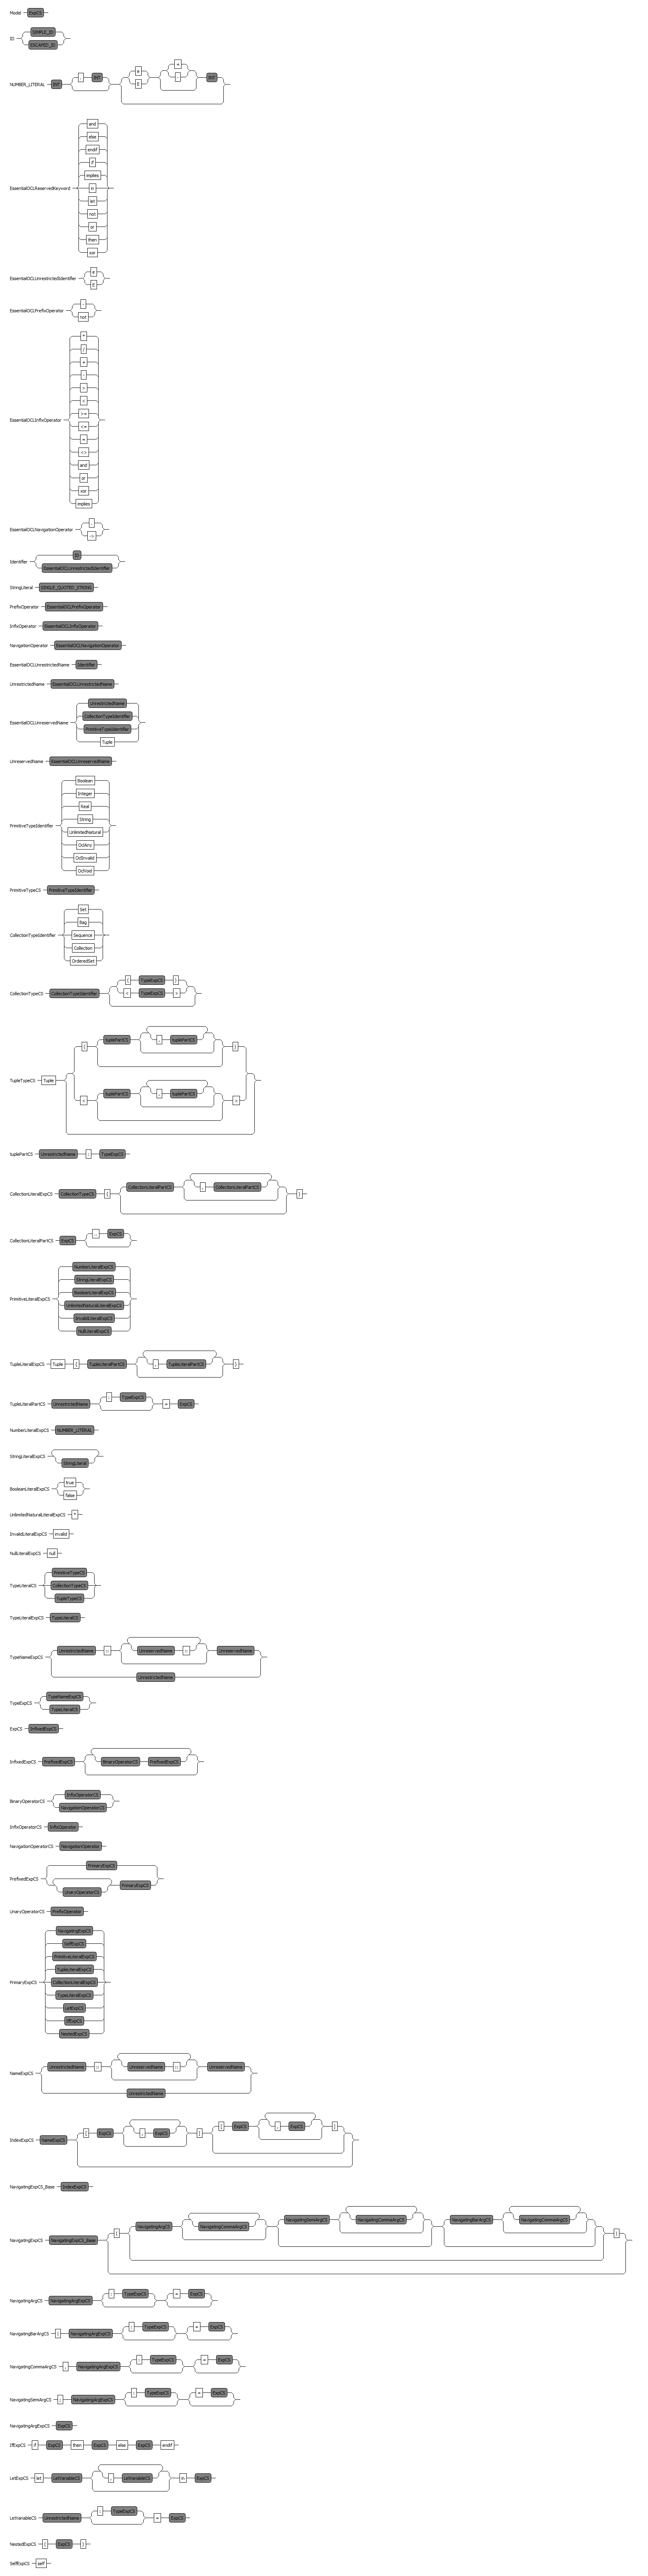 Model ExpCS
ID SIMPLE_ID
ESCAPED_ID
NUMBER_LITERAL INT . INT e E + - INT
EssentialOCLReservedKeyword
and
else
endif
if
implies
in
let
not
or
then
xor
EssentialOCLUnrestrictedIdentifier
e
E
EssentialOCLPrefixOperator
-
not
EssentialOCLInfixOperator
*
/
+
-
>
<
>=
<=
=
<>
and
or
xor
implies
EssentialOCLNavigationOperator
.
->
Identifier
ID
EssentialOCLUnrestrictedIdentifier
StringLiteral SINGLE_QUOTED_STRING
PrefixOperator EssentialOCLPrefixOperator
InfixOperator EssentialOCLInfixOperator
NavigationOperator EssentialOCLNavigationOperator
EssentialOCLUnrestrictedName Identifier
UnrestrictedName EssentialOCLUnrestrictedName
EssentialOCLUnreservedName
UnrestrictedName
CollectionTypeIdentifier
PrimitiveTypeIdentifier
Tuple
UnreservedName EssentialOCLUnreservedName
PrimitiveTypeIdentifier
Boolean
Integer
Real
String
UnlimitedNatural
OclAny
OclInvalid
OclVoid
PrimitiveTypeCS PrimitiveTypeIdentifier
CollectionTypeIdentifier
Set
Bag
Sequence
Collection
OrderedSet
CollectionTypeCS CollectionTypeIdentifier
( TypeExpCS )
< TypeExpCS >
TupleTypeCS Tuple
( tuplePartCS , tuplePartCS )
< tuplePartCS , tuplePartCS >
tuplePartCS UnrestrictedName : TypeExpCS
CollectionLiteralExpCS CollectionTypeCS { CollectionLiteralPartCS , CollectionLiteralPartCS }
CollectionLiteralPartCS ExpCS .. ExpCS
PrimitiveLiteralExpCS
NumberLiteralExpCS
StringLiteralExpCS
BooleanLiteralExpCS
UnlimitedNaturalLiteralExpCS
InvalidLiteralExpCS
NullLiteralExpCS
TupleLiteralExpCS Tuple { TupleLiteralPartCS , TupleLiteralPartCS }
TupleLiteralPartCS UnrestrictedName : TypeExpCS = ExpCS
NumberLiteralExpCS NUMBER_LITERAL
StringLiteralExpCS StringLiteral
BooleanLiteralExpCS
true
false
UnlimitedNaturalLiteralExpCS *
InvalidLiteralExpCS invalid
NullLiteralExpCS null
TypeLiteralCS
PrimitiveTypeCS
CollectionTypeCS
TupleTypeCS
TypeLiteralExpCS TypeLiteralCS
TypeNameExpCS
UnrestrictedName :: UnreservedName :: UnreservedName
UnrestrictedName
TypeExpCS
TypeNameExpCS
TypeLiteralCS
ExpCS InfixedExpCS
InfixedExpCS PrefixedExpCS BinaryOperatorCS PrefixedExpCS
BinaryOperatorCS
InfixOperatorCS
NavigationOperatorCS
InfixOperatorCS InfixOperator
NavigationOperatorCS NavigationOperator
PrefixedExpCS
PrimaryExpCS
UnaryOperatorCS PrimaryExpCS
UnaryOperatorCS PrefixOperator
PrimaryExpCS
NavigatingExpCS
SelfExpCS
PrimitiveLiteralExpCS
TupleLiteralExpCS
CollectionLiteralExpCS
TypeLiteralExpCS
LetExpCS
IfExpCS
NestedExpCS
NameExpCS
UnrestrictedName :: UnreservedName :: UnreservedName
UnrestrictedName
IndexExpCS NameExpCS [ ExpCS , ExpCS ] [ ExpCS , ExpCS ]
NavigatingExpCS_Base IndexExpCS
NavigatingExpCS NavigatingExpCS_Base ( NavigatingArgCS NavigatingCommaArgCS NavigatingSemiArgCS NavigatingCommaArgCS NavigatingBarArgCS NavigatingCommaArgCS )
NavigatingArgCS NavigatingArgExpCS : TypeExpCS = ExpCS
NavigatingBarArgCS | NavigatingArgExpCS : TypeExpCS = ExpCS
NavigatingCommaArgCS , NavigatingArgExpCS : TypeExpCS = ExpCS
NavigatingSemiArgCS ; NavigatingArgExpCS : TypeExpCS = ExpCS
NavigatingArgExpCS ExpCS
IfExpCS if ExpCS then ExpCS else ExpCS endif
LetExpCS let LetVariableCS , LetVariableCS in ExpCS
LetVariableCS UnrestrictedName : TypeExpCS = ExpCS
NestedExpCS ( ExpCS )
SelfExpCS self